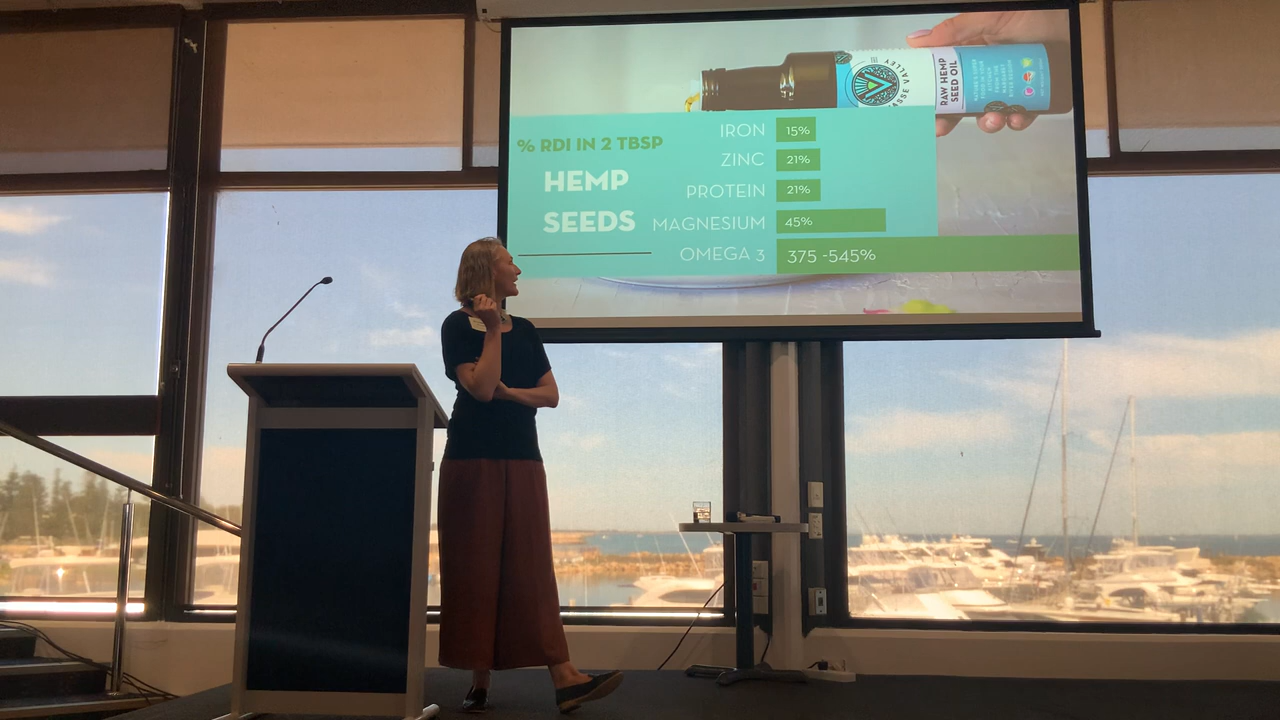 % RDI IN 2 TBSP
HEMP
SEEDS
IRON 15%
ZINC 21%
PROTEIN 21%
MAGNESIUM 45%
OMEGA 3 375 -545%
RAW HEMP
SEED OIL